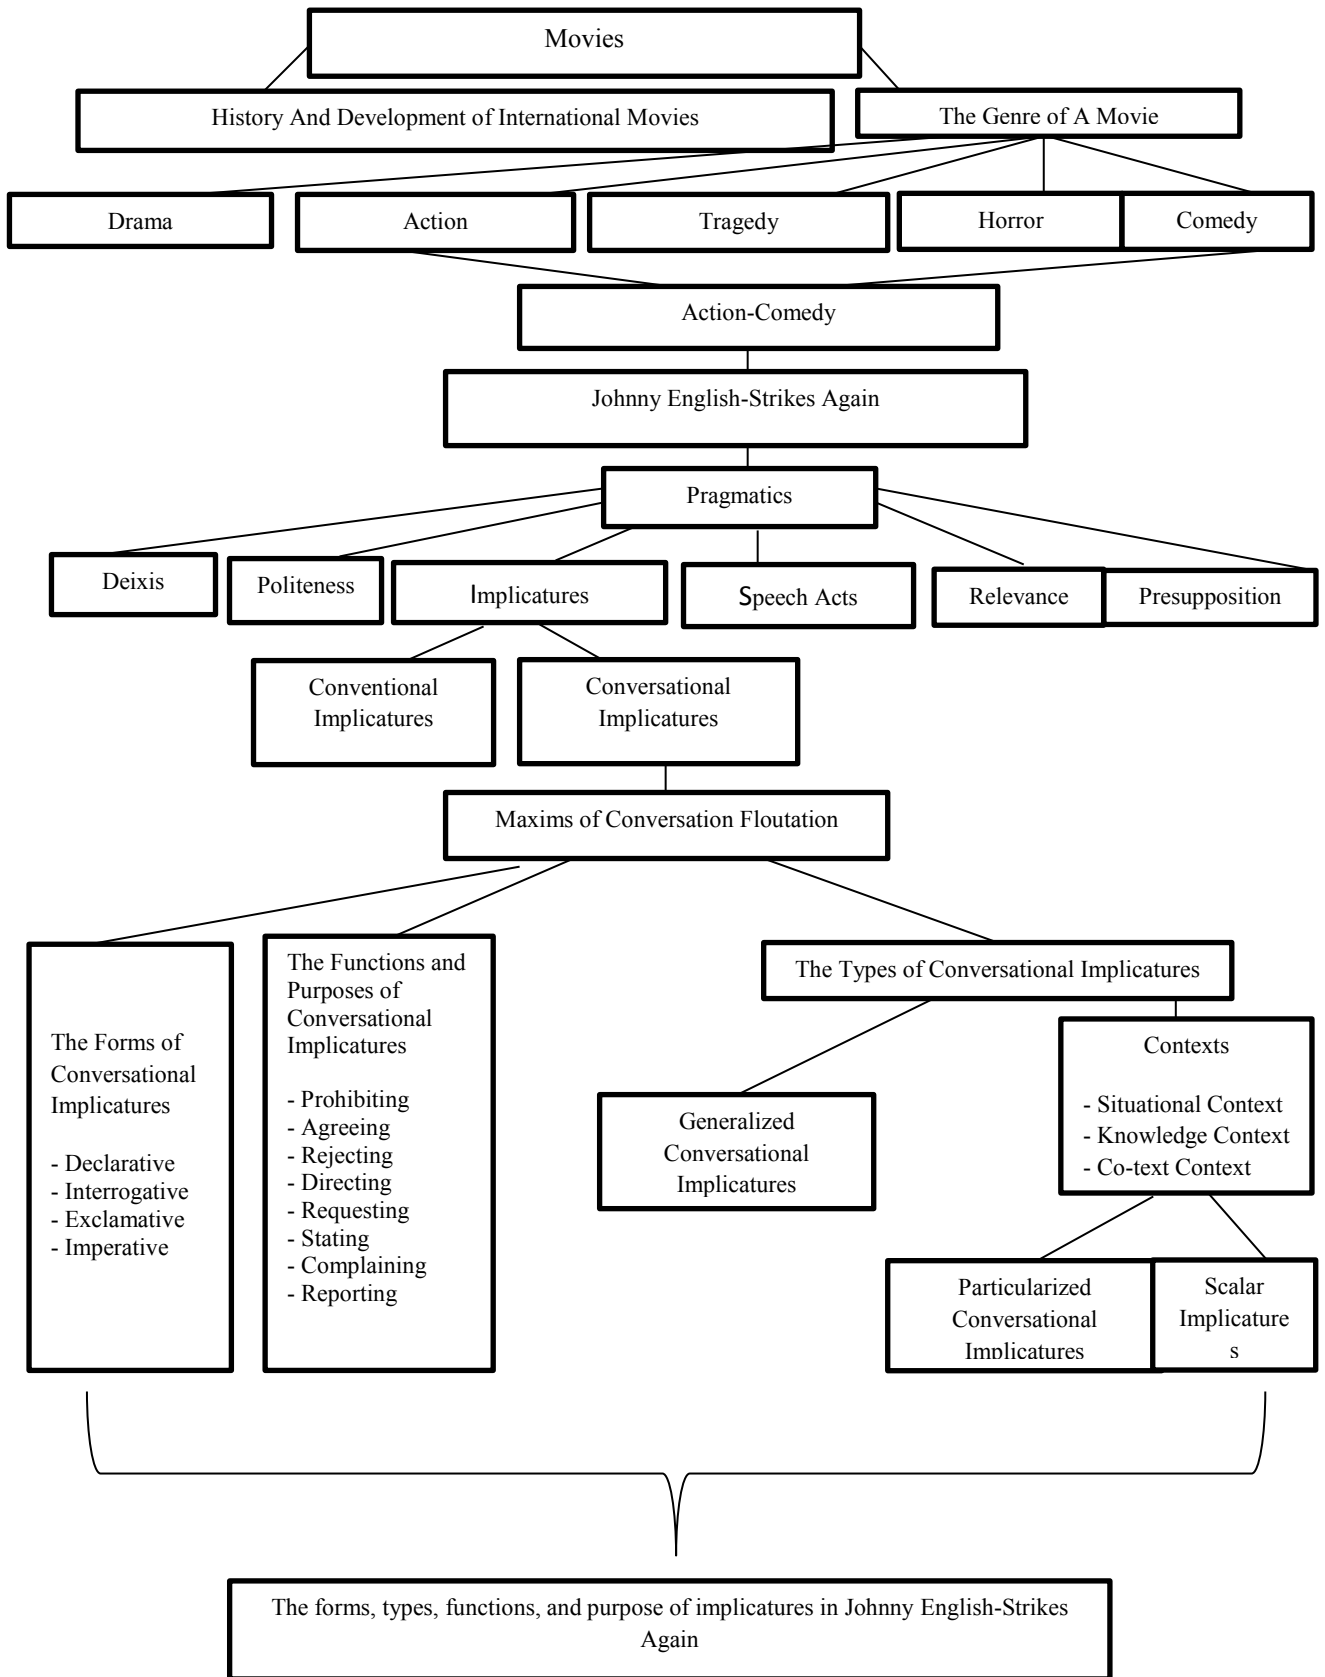 Movies
History And Development of International Movies
The Genre of A Movie
Drama
Action
Tragedy
Horror
Comedy
Action-Comedy
Johnny English-Strikes Again
Pragmatics
Deixis
Politeness
Implicatures
Speech Acts
Relevance
Presupposition
Conventional
Implicatures
Conversational
Implicatures
Maxims of Conversation Floutation
The Forms of
Conversational
Implicatures
- Declarative
- Interrogative
- Exclamative
- Imperative
The Functions and
Purposes of
Conversational
Implicatures
- Prohibiting
- Agreeing
- Rejecting
- Directing
- Requesting
- Stating
- Complaining
- Reporting
The Types of Conversational Implicatures
Generalized
Conversational
Implicatures
Contexts
- Situational Context
- Knowledge Context
- Co-text Context
Particularized
Conversational
Implicatures
Scalar
Implicature
s
The forms, types, functions, and purpose of implicatures in Johnny English-Strikes
Again